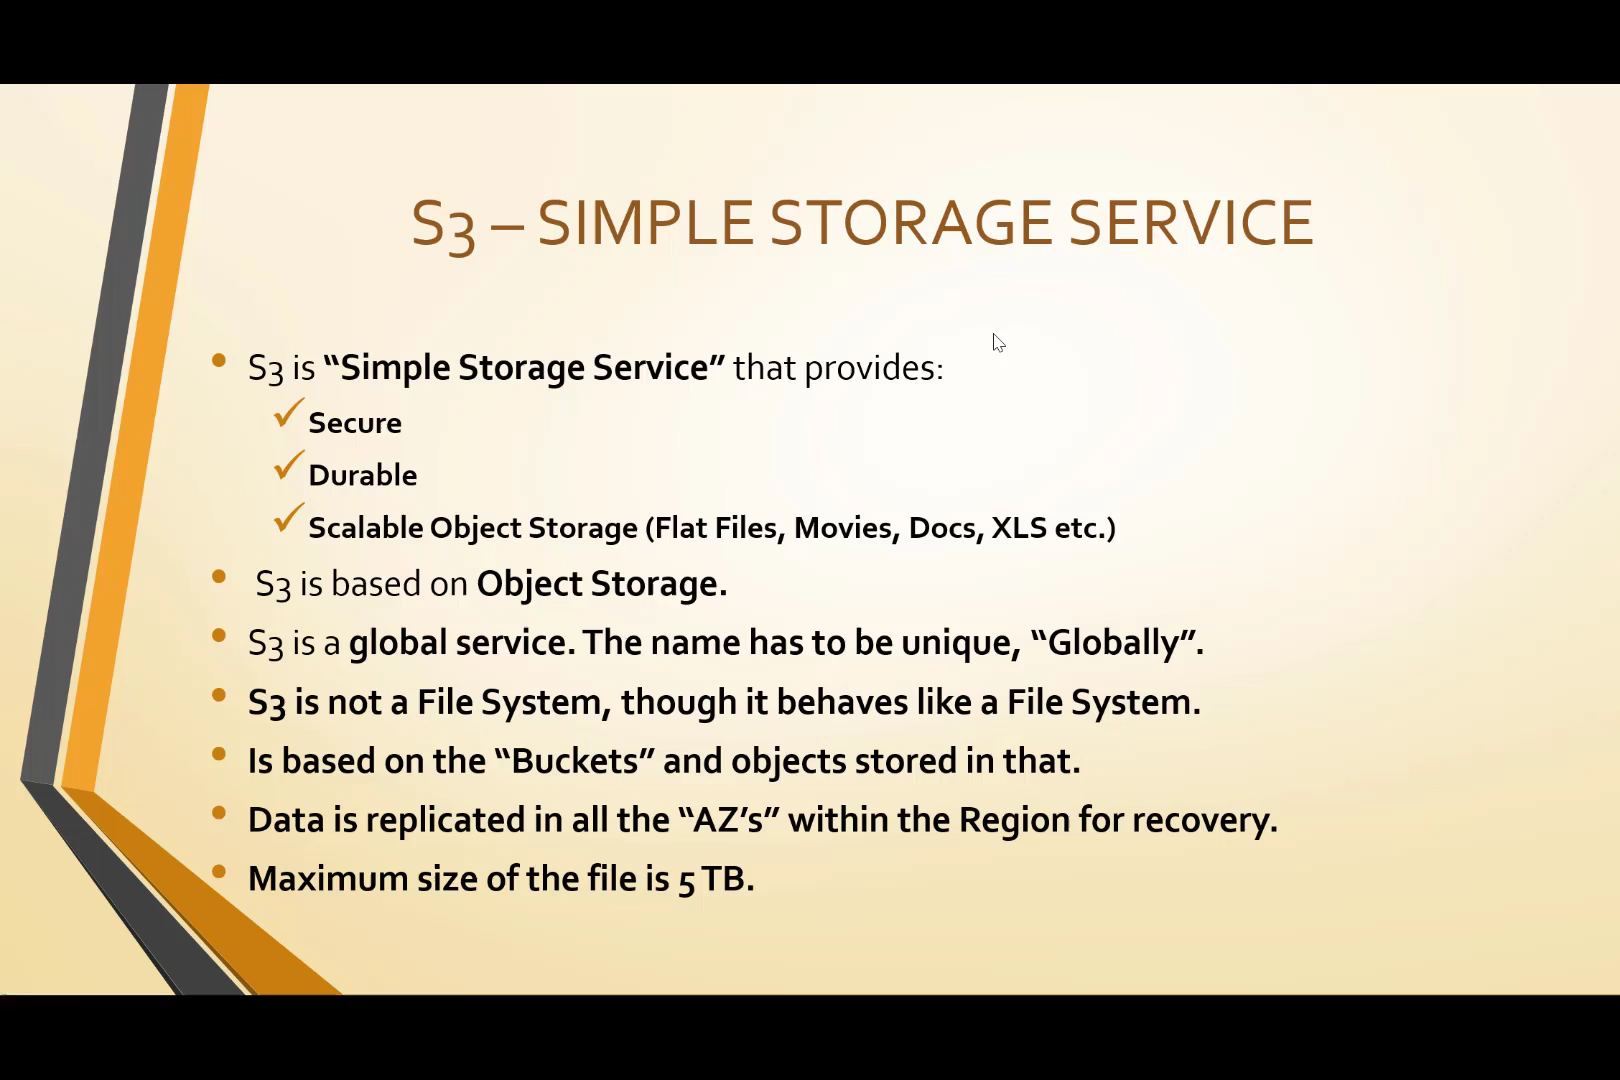 S3 – SIMPLE STORAGE SERVICE
S3 is “Simple Storage Service” that provides:
Secure
Durable
Scalable Object Storage (Flat Files, Movies, Docs, XLS etc.)
S3 is based on Object Storage.
S3 is a global service. The name has to be unique, “Globally”.
S3 is not a File System, though it behaves like a File System.
Is based on the “Buckets” and objects stored in that.
Data is replicated in all the “AZ’s” within the Region for recovery.
Maximum size of the file is 5 TB.